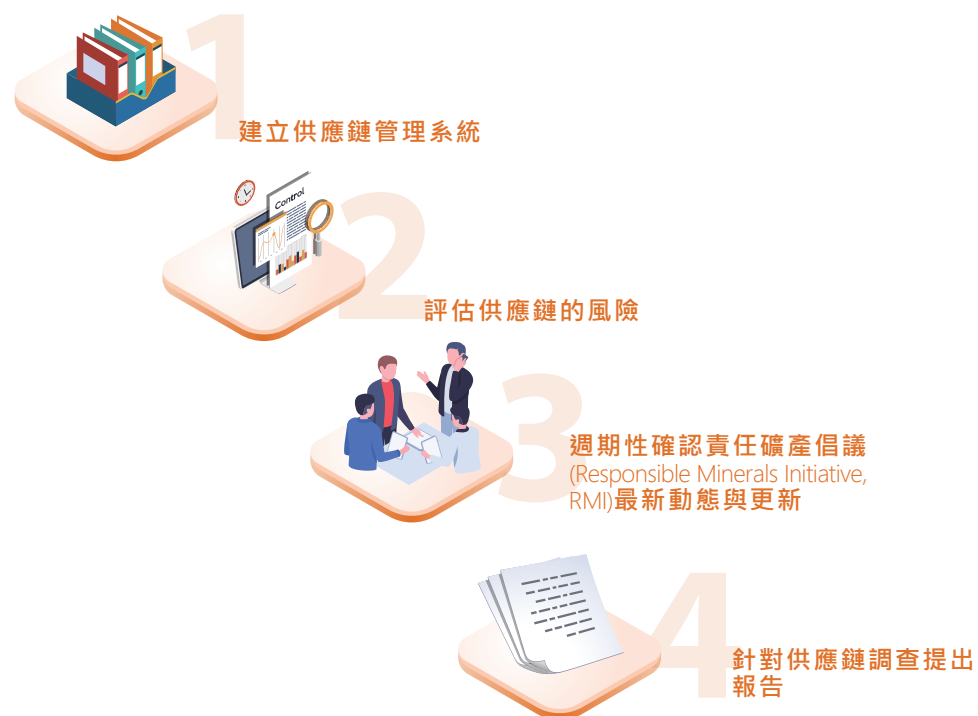 1
建立供應鏈管理系統
Control
2
評估供應鏈的風險
3
週期性確認責任礦產倡議
(Responsible Minerals Initiative,
RMI)最新動態與更新
4
針對供應鏈調查提出
報告